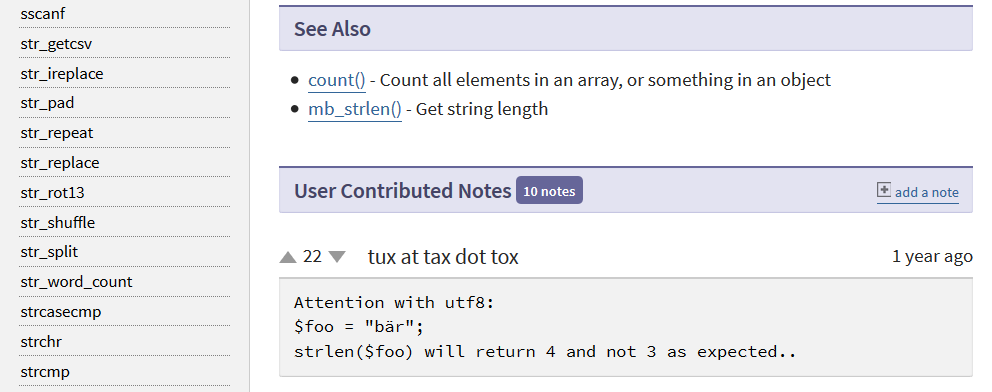 sscanf
str_getcsv
str_ireplace
str_pad
str_repeat
str_replace
str_rot13
str_shuffle
str_split
str_word_count
strcasecmp
strchr
strcmp
See Also
count() - Count all elements in an array, or something in an object
mb_strlen() - Get string length
User Contributed Notes 10 notes
add a note
22 tux at tax dot tox 1 year ago
Attention with utf8:
$foo = "bär";
strlen($foo) will return 4 and not 3 as expected..